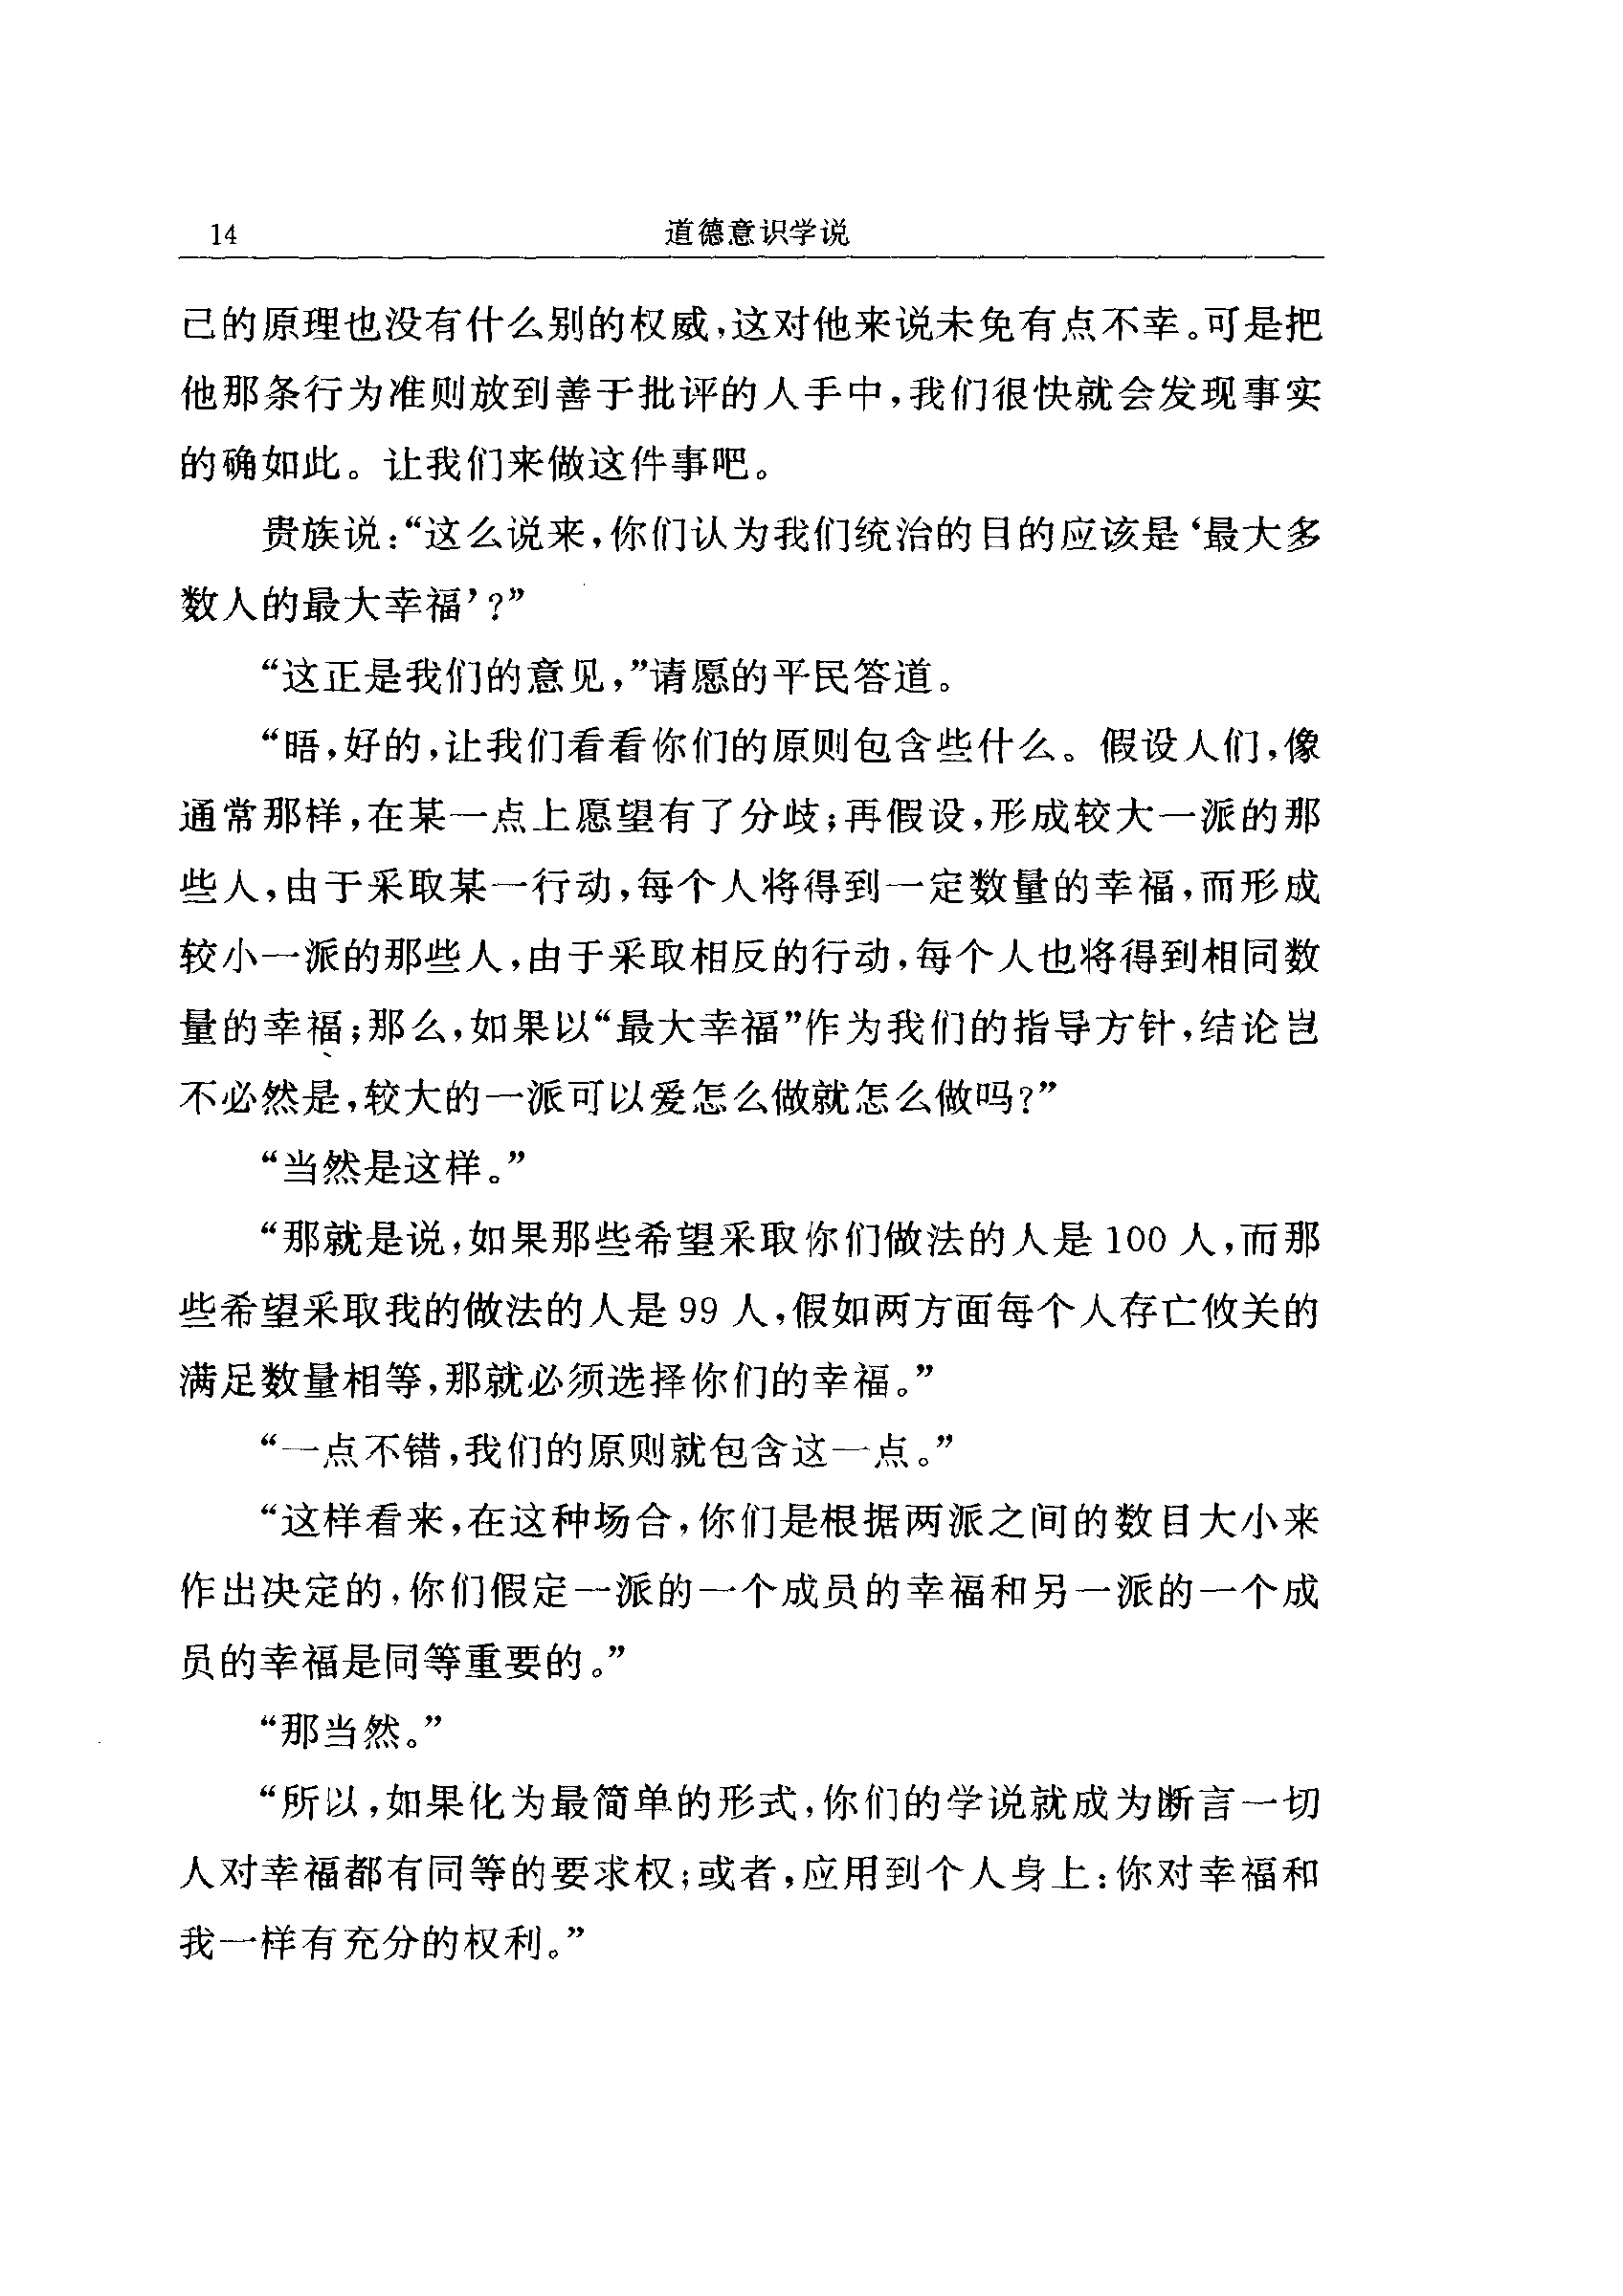 14 道德意识学说
己的原理也没有什么别的权威，这对他来说未免有点不幸。可是把
他那条行为准则放到善于批评的人手中，我们很快就会发现事实
的确如此。让我们来做这件事吧。
贵族说：“这么说来，你们认为我们统治的目的应该是‘最大多
数人的最大幸福’？”
“这正是我们的意见，”请愿的平民答道。
“晤，好的，让我们看看你们的原则包含些什么。假设人们，像
通常那样，在某一点上愿望有了分歧；再假设，形成较大一派的那
些人，由于采取某一行动，每个人将得到一定数量的幸福，而形成
较小一派的那些人，由于采取相反的行动，每个人也将得到相同数
量的幸福；那么，如果以“最大幸福”作为我们的指导方针，结论岂
不必然是，较大的一派可以爱怎么做就怎么做吗？”
“当然是这样。”
“那就是说，如果那些希望采取你们做法的人是 100 人，而那
些希望采取我的做法的人是 99 人，假如两方面每个人存亡攸关的
满足数量相等，那就必须选择你们的幸福。”
“一点不错，我们的原则就包含这一点。”
“这样看来，在这种场合，你们是根据两派之间的数目大小来
作出决定的，你们假定一派的一个成员的幸福和另一派的一个成
员的幸福是同等重要的。”
“那当然。”
“所以，如果化为最简单的形式，你们的学说就成为断言一切
人对幸福都有同等的要求权；或者，应用到个人身上：你对幸福和
我一样有充分的权利。”